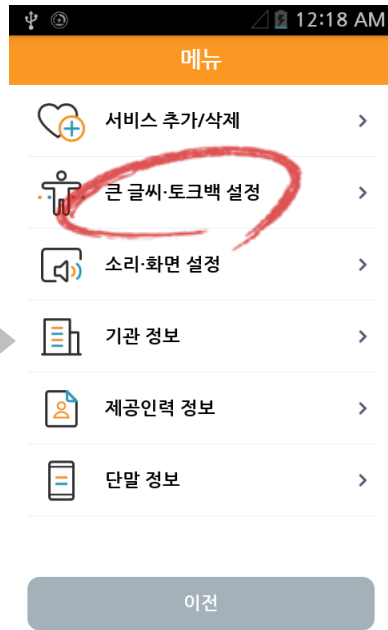 12:18 AM
메뉴
서비스 추가/삭제
큰 글씨·토크백 설정
소리·화면 설정
기관 정보
제공인력 정보
단말 정보
이전